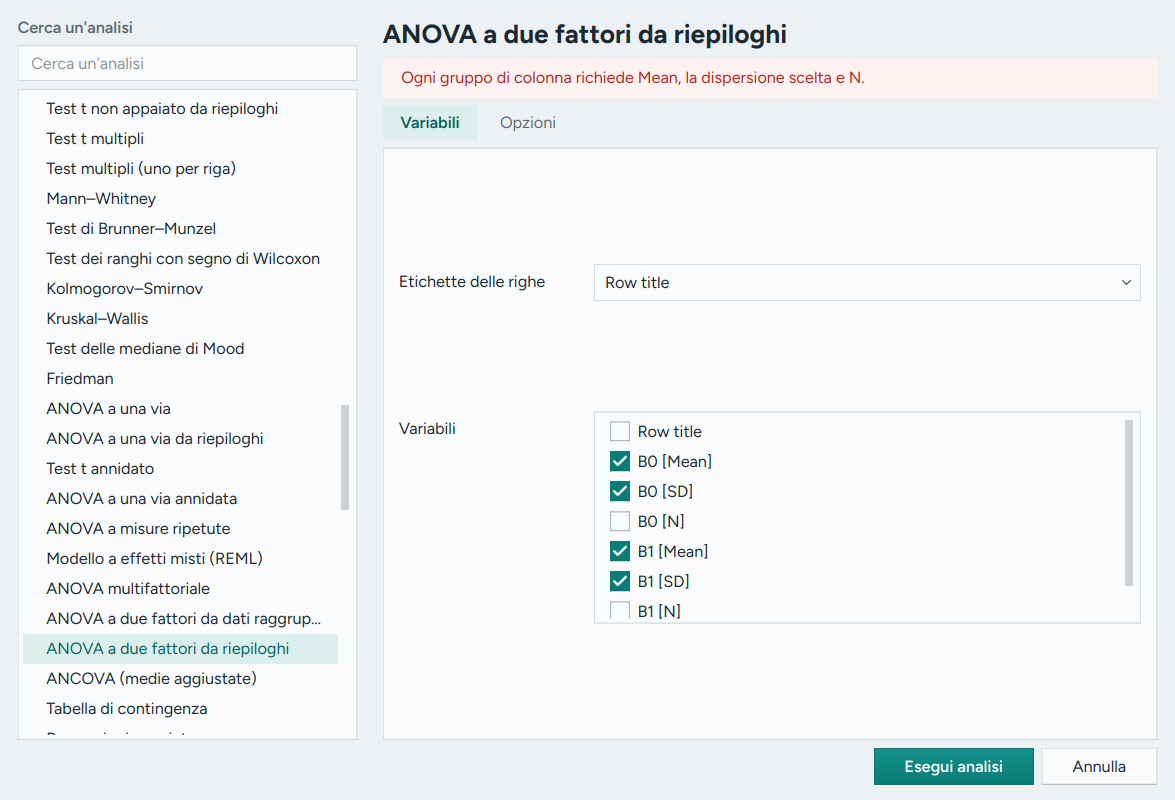 Cerca un'analisi
Cerca un'analisi
Test t non appaiato da riepiloghi
Test t multipli
Test multipli (uno per riga)
Mann–Whitney
Test di Brunner–Munzel
Test dei ranghi con segno di Wilcoxon
Kolmogorov–Smirnov
Kruskal–Wallis
Test delle mediane di Mood
Friedman
ANOVA a una via
ANOVA a una via da riepiloghi
Test t annidato
ANOVA a una via annidata
ANOVA a misure ripetute
Modello a effetti misti (REML)
ANOVA multifattoriale
ANOVA a due fattori da dati raggrup...
ANOVA a due fattori da riepiloghi
ANCOVA (medie aggiustate)
Tabella di contingenza
ANOVA a due fattori da riepiloghi
Ogni gruppo di colonna richiede Mean, la dispersione scelta e N.
Variabili
Opzioni
Etichette delle righe
Row title
Variabili
Row title
B0 [Mean]
B0 [SD]
B0 [N]
B1 [Mean]
B1 [SD]
B1 [N]
Esegui analisi
Annulla